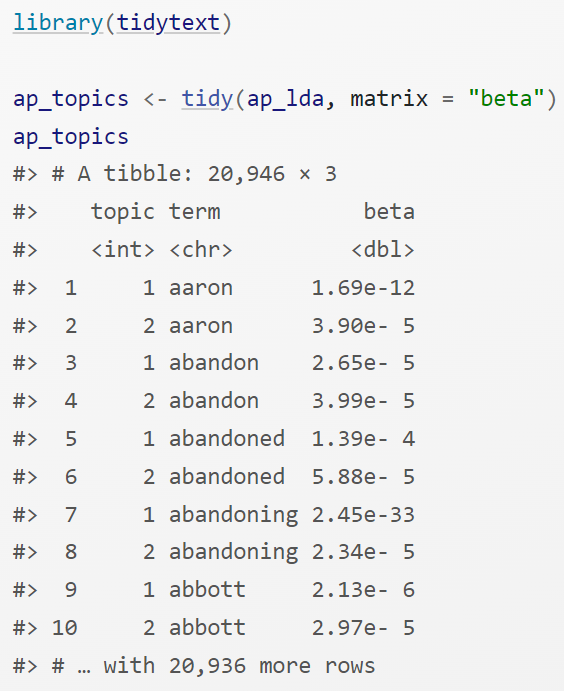 library(tidytext)
ap_topics <- tidy(ap_lda, matrix = "beta")
ap_topics
#> # A tibble: 20,946 × 3
#>    topic term           beta
#>    <int> <chr>         <dbl>
#>  1     1 aaron      1.69e-12
#>  2     2 aaron      3.90e- 5
#>  3     1 abandon    2.65e- 5
#>  4     2 abandon    3.99e- 5
#>  5     1 abandoned  1.39e- 4
#>  6     2 abandoned  5.88e- 5
#>  7     1 abandoning 2.45e-33
#>  8     2 abandoning 2.34e- 5
#>  9     1 abbott     2.13e- 6
#> 10     2 abbott     2.97e- 5
#> # … with 20,936 more rows